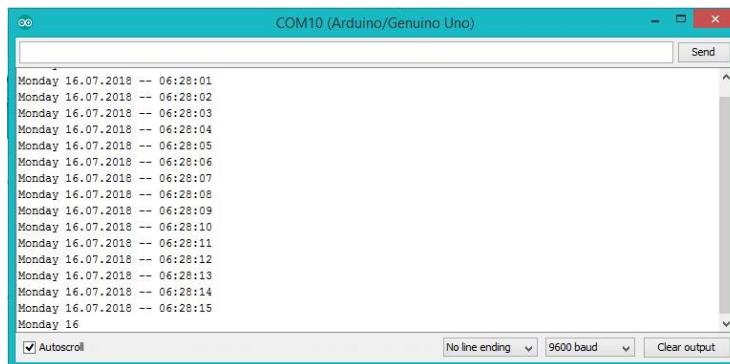 COM10 (Arduino/Genuino Uno)
Send
Monday 16.07.2018 -- 06:28:01
Monday 16.07.2018 -- 06:28:02
Monday 16.07.2018 -- 06:28:03
Monday 16.07.2018 -- 06:28:04
Monday 16.07.2018 -- 06:28:05
Monday 16.07.2018 -- 06:28:06
Monday 16.07.2018 -- 06:28:07
Monday 16.07.2018 -- 06:28:08
Monday 16.07.2018 -- 06:28:09
Monday 16.07.2018 -- 06:28:10
Monday 16.07.2018 -- 06:28:11
Monday 16.07.2018 -- 06:28:12
Monday 16.07.2018 -- 06:28:13
Monday 16.07.2018 -- 06:28:14
Monday 16.07.2018 -- 06:28:15
Monday 16
Autoscroll No line ending 9600 baud Clear output